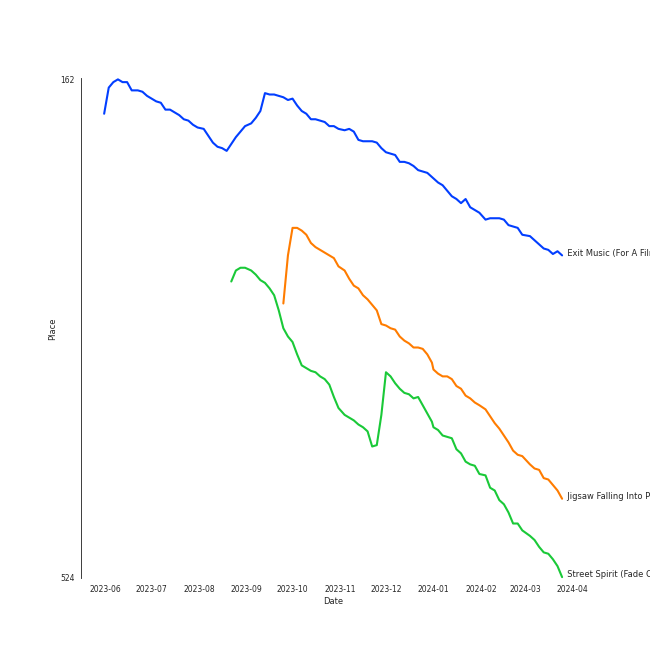 162
Exit Music (For A
Place
Jigsaw Falling Into
Street Spirit (Fade
524
2023-06 2023-07 2023-08 2023-09 2023-10 2023-11 2023-12 2024-01 2024-02 2024-03 2024-04
Date